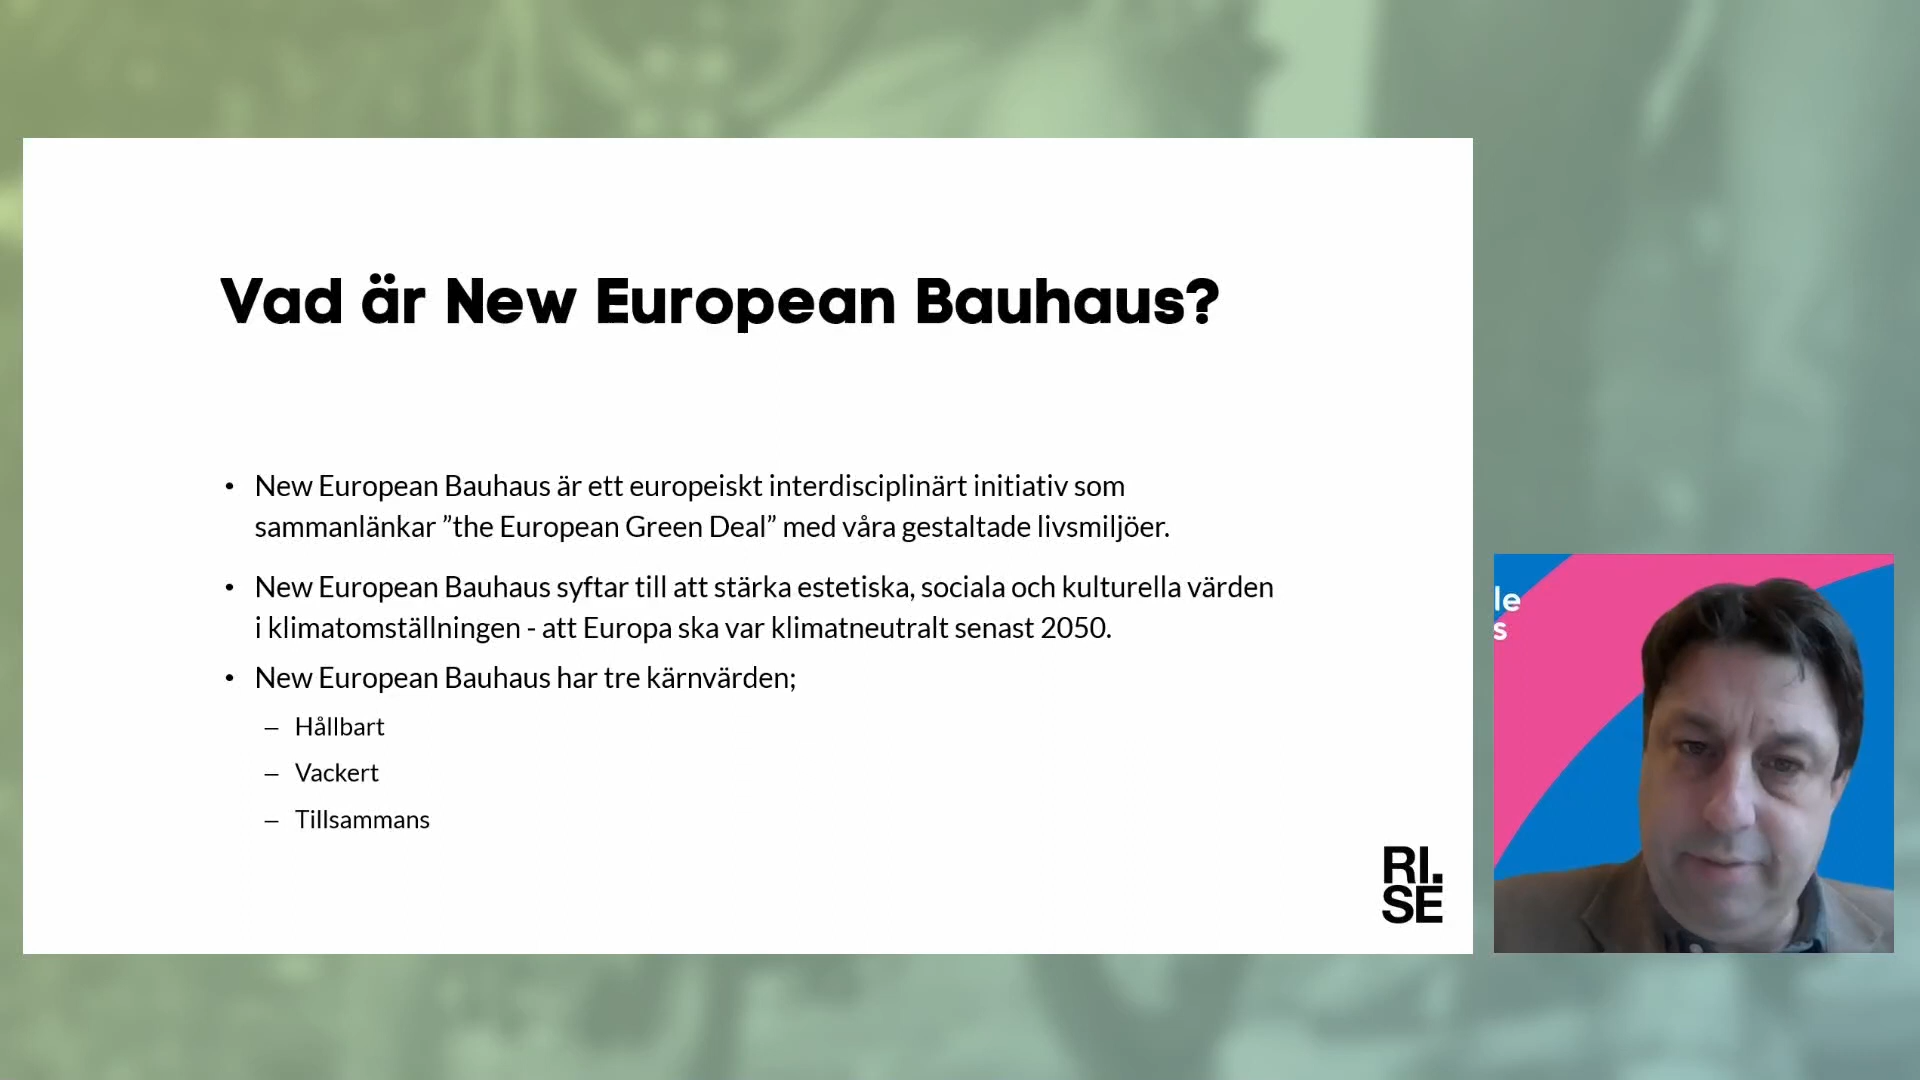 Vad är New European Bauhaus?
• New European Bauhaus är ett europeiskt interdisciplinärt initiativ som
sammanlänkar ”the European Green Deal” med våra gestaltade livsmiljöer.
• New European Bauhaus syftar till att stärka estetiska, sociala och kulturella värden
i klimatomställningen - att Europa ska var klimatneutralt senast 2050.
• New European Bauhaus har tre kärnvärden;
– Hållbart
– Vackert
– Tillsammans
RI.
SE
le
s